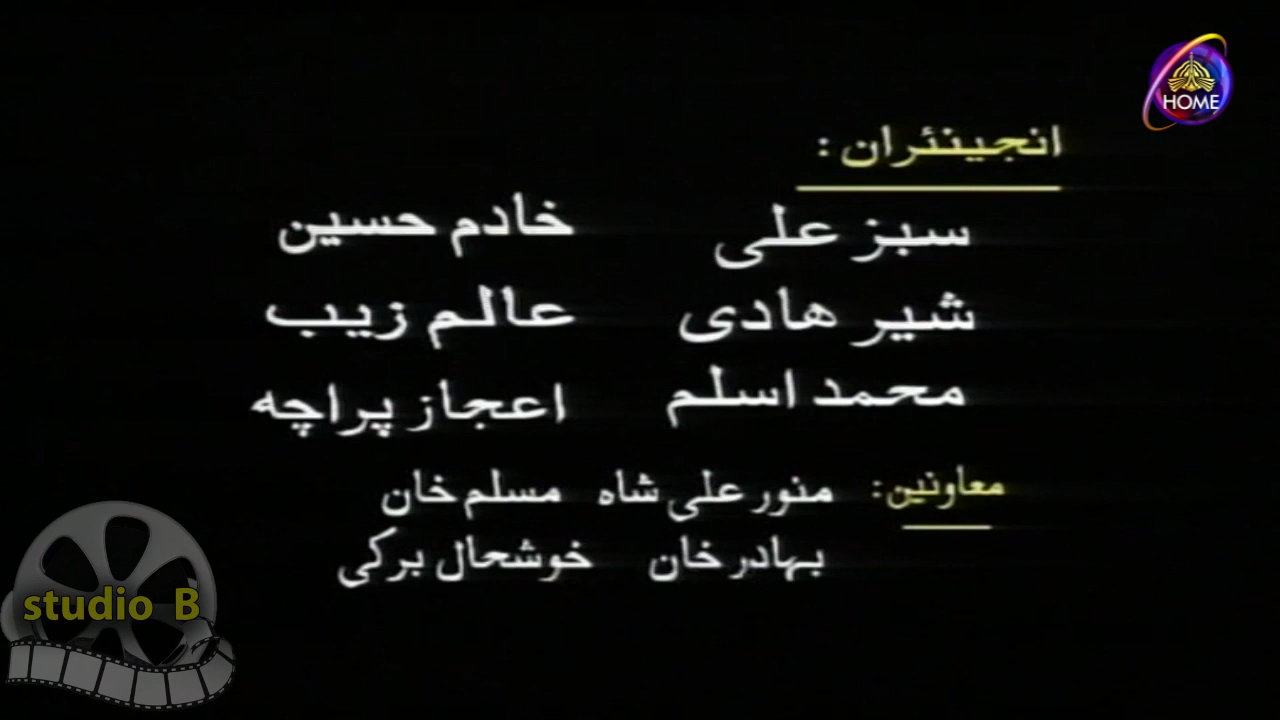 HOME
انجینئران :
سبز علی خادم حسین
شیر هادی عالم زیب
محمد اسلم اعجاز پراچہ
معاونین: منور علی شاہ مسلم خان
بہادر خان خوشحال برکی
studio B